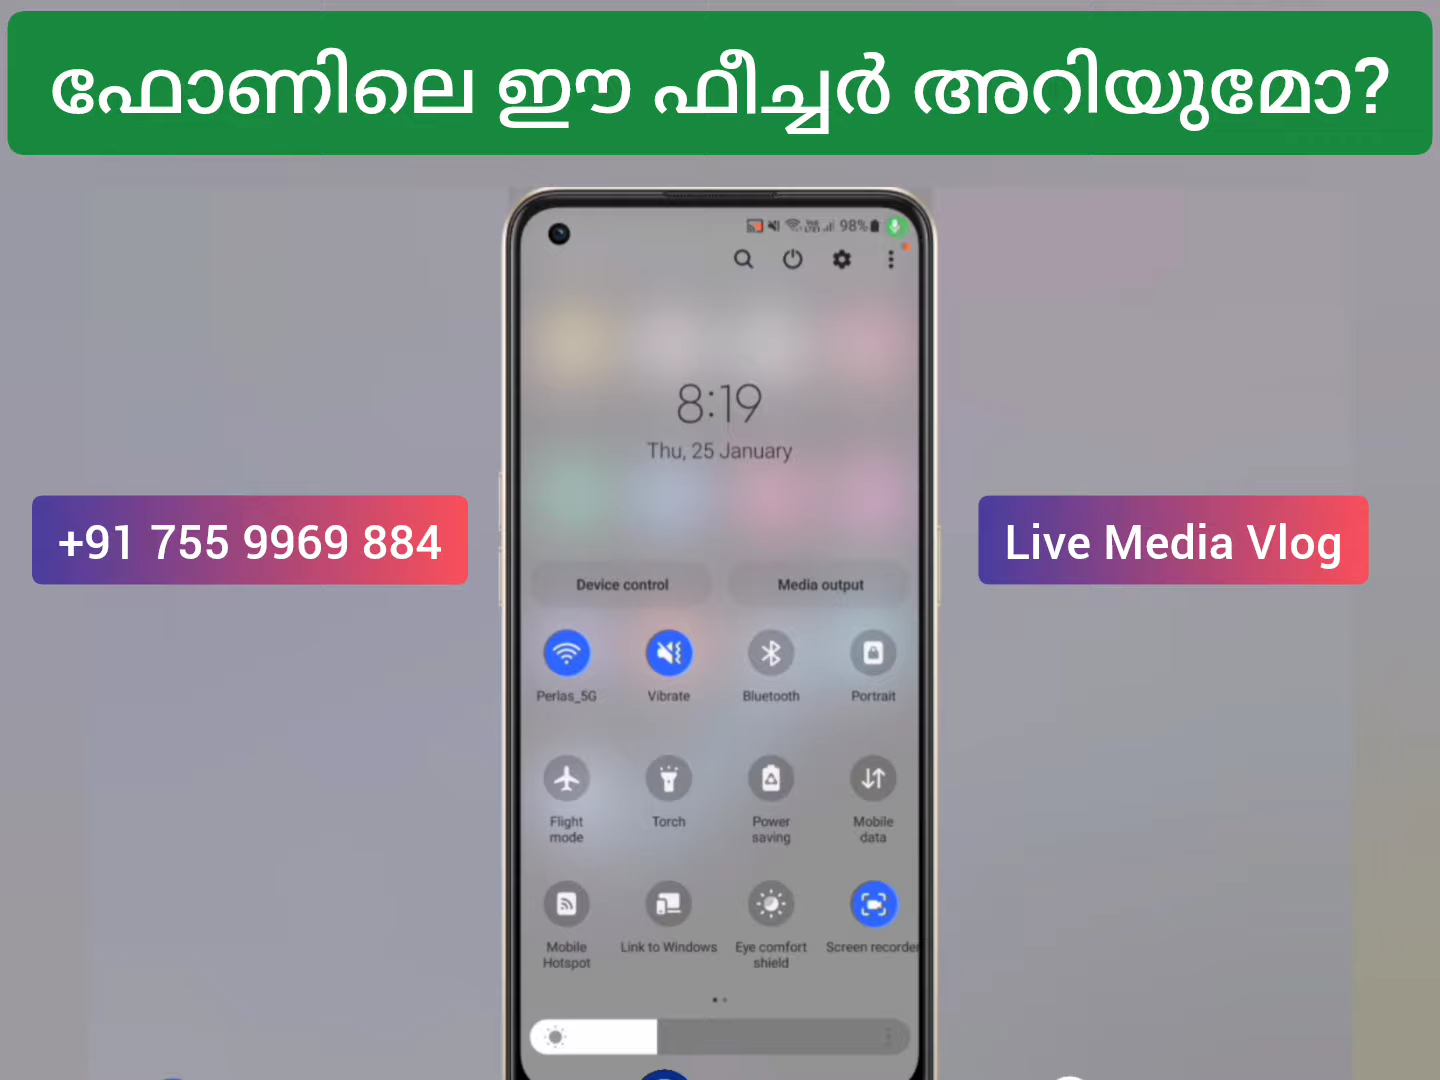 ഫോണിലെ ഈ ഫീച്ചർ അറിയുമോ?
98%
8:19
Thu, 25 January
+91 755 9969 884
Live Media Vlog
Device control Media output
Perlas_5G Vibrate Bluetooth Portrait
Flight mode Torch Power saving Mobile data
Mobile Hotspot Link to Windows Eye comfort shield Screen recorder